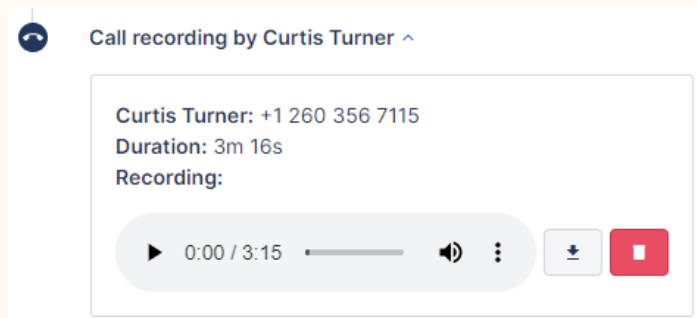 Call recording by Curtis Turner
Curtis Turner: +1 260 356 7115
Duration: 3m 16s
Recording:
0:00 / 3:15